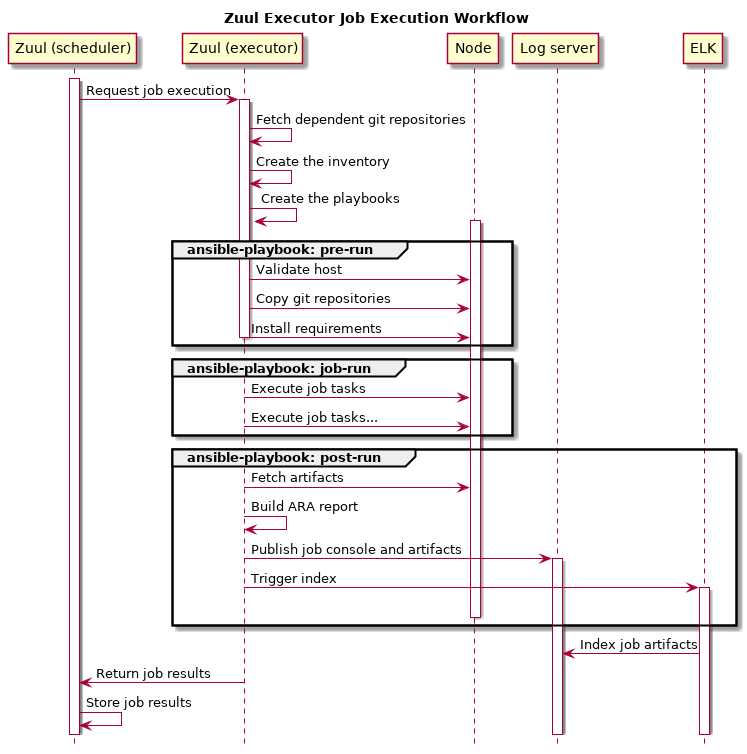 Zuul Executor Job Execution Workflow
Zuul (scheduler)
Zuul (executor)
Node
Log server
ELK
Request job execution
Fetch dependent git repositories
Create the inventory
Create the playbooks
ansible-playbook: pre-run
Validate host
Copy git repositories
Install requirements
ansible-playbook: job-run
Execute job tasks
Execute job tasks...
ansible-playbook: post-run
Fetch artifacts
Build ARA report
Publish job console and artifacts
Trigger index
Index job artifacts
Return job results
Store job results